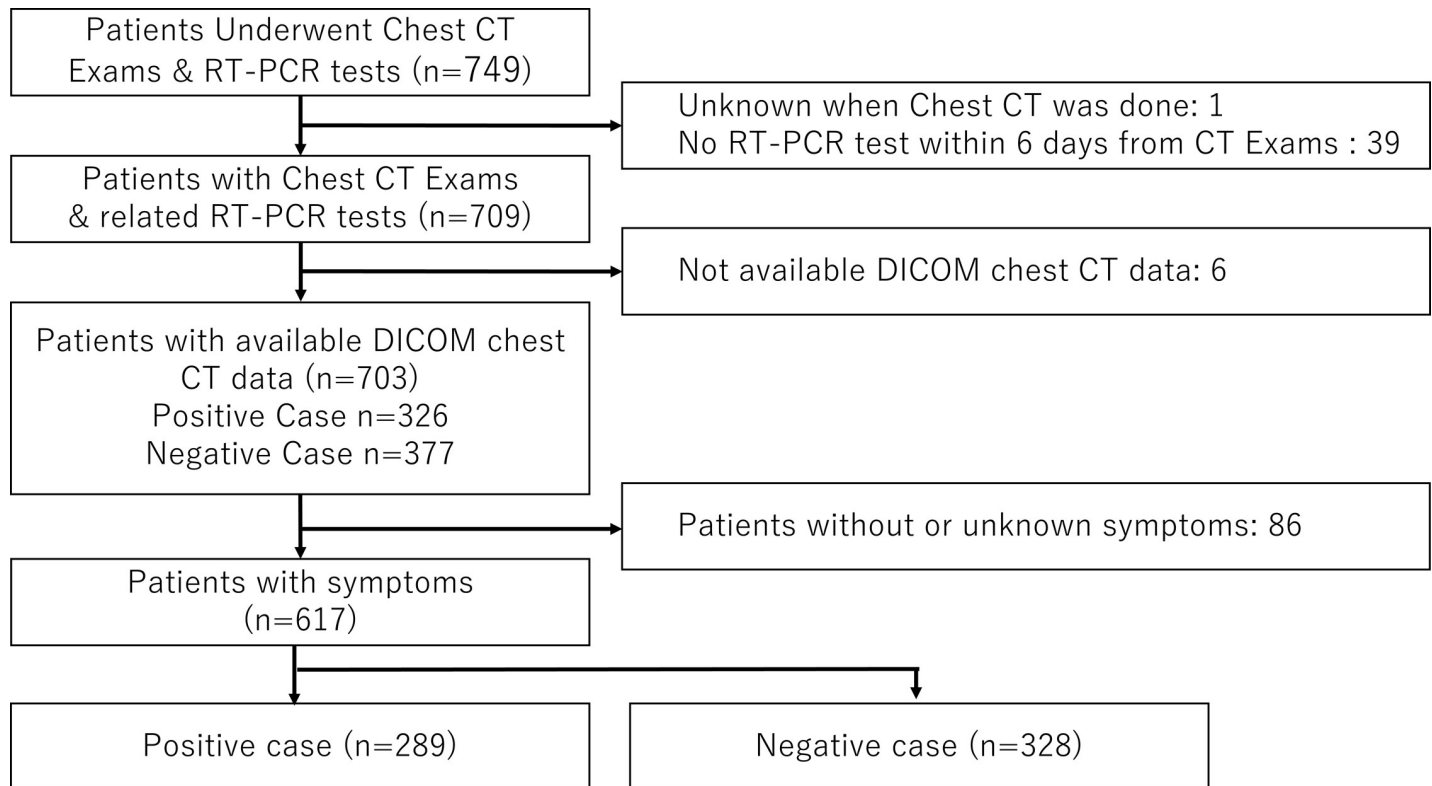 Patients Underwent Chest CT
Exams & RT-PCR tests (n=749)
Unknown when Chest CT was done: 1
No RT-PCR test within 6 days from CT Exams : 39
Patients with Chest CT Exams
& related RT-PCR tests (n=709)
Not available DICOM chest CT data: 6
Patients with available DICOM chest
CT data (n=703)
Positive Case n=326
Negative Case n=377
Patients without or unknown symptoms: 86
Patients with symptoms
(n=617)
Positive case (n=289)
Negative case (n=328)